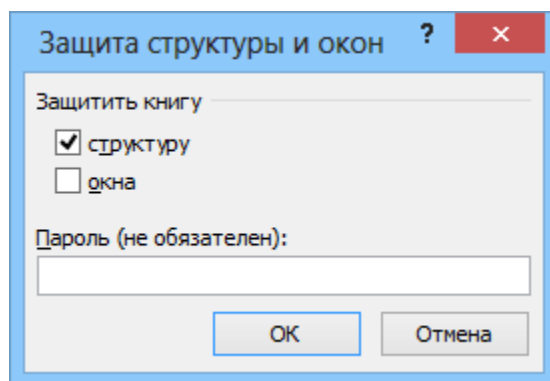 Защита структуры и окон ? ×
Защитить книгу
структуру
окна
Пароль (не обязателен):
ОК Отмена